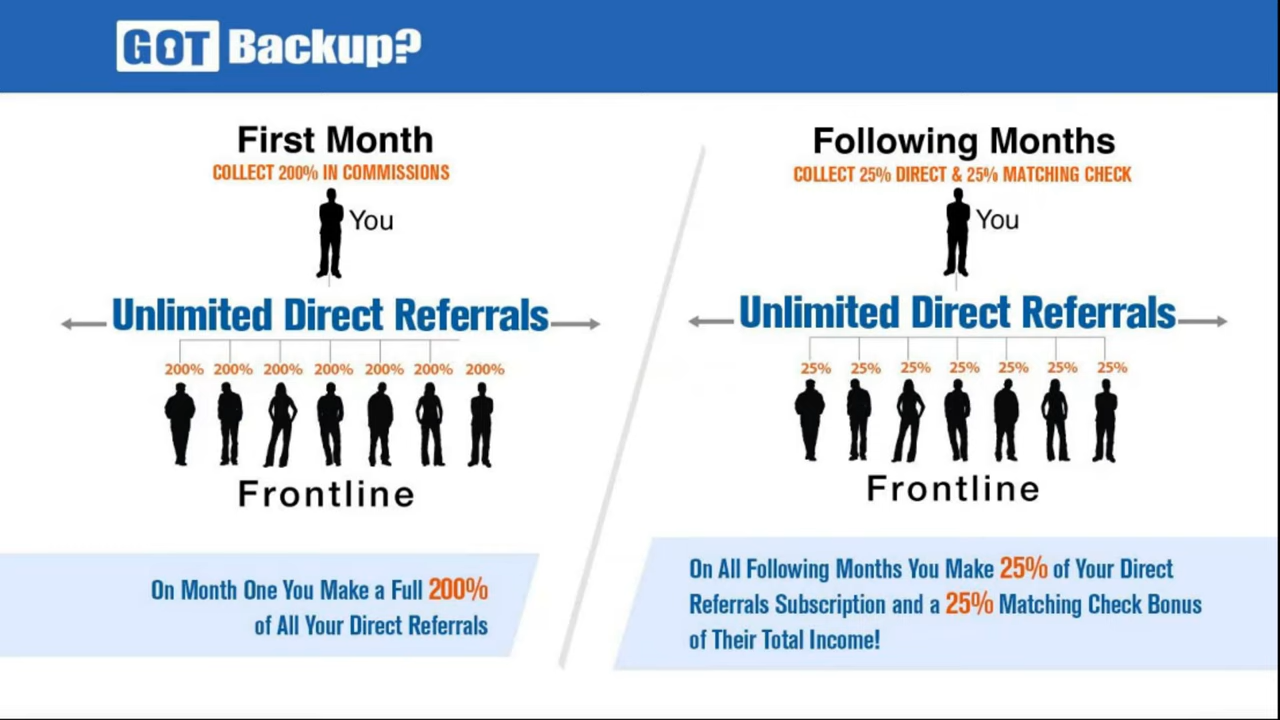 GOT Backup?
First Month
COLLECT 200% IN COMMISSIONS
You
Unlimited Direct Referrals
200% 200% 200% 200% 200% 200% 200%
Frontline
On Month One You Make a Full 200%
of All Your Direct Referrals
Following Months
COLLECT 25% DIRECT & 25% MATCHING CHECK
You
Unlimited Direct Referrals
25% 25% 25% 25% 25% 25% 25%
Frontline
On All Following Months You Make 25% of Your Direct
Referrals Subscription and a 25% Matching Check Bonus
of Their Total Income!